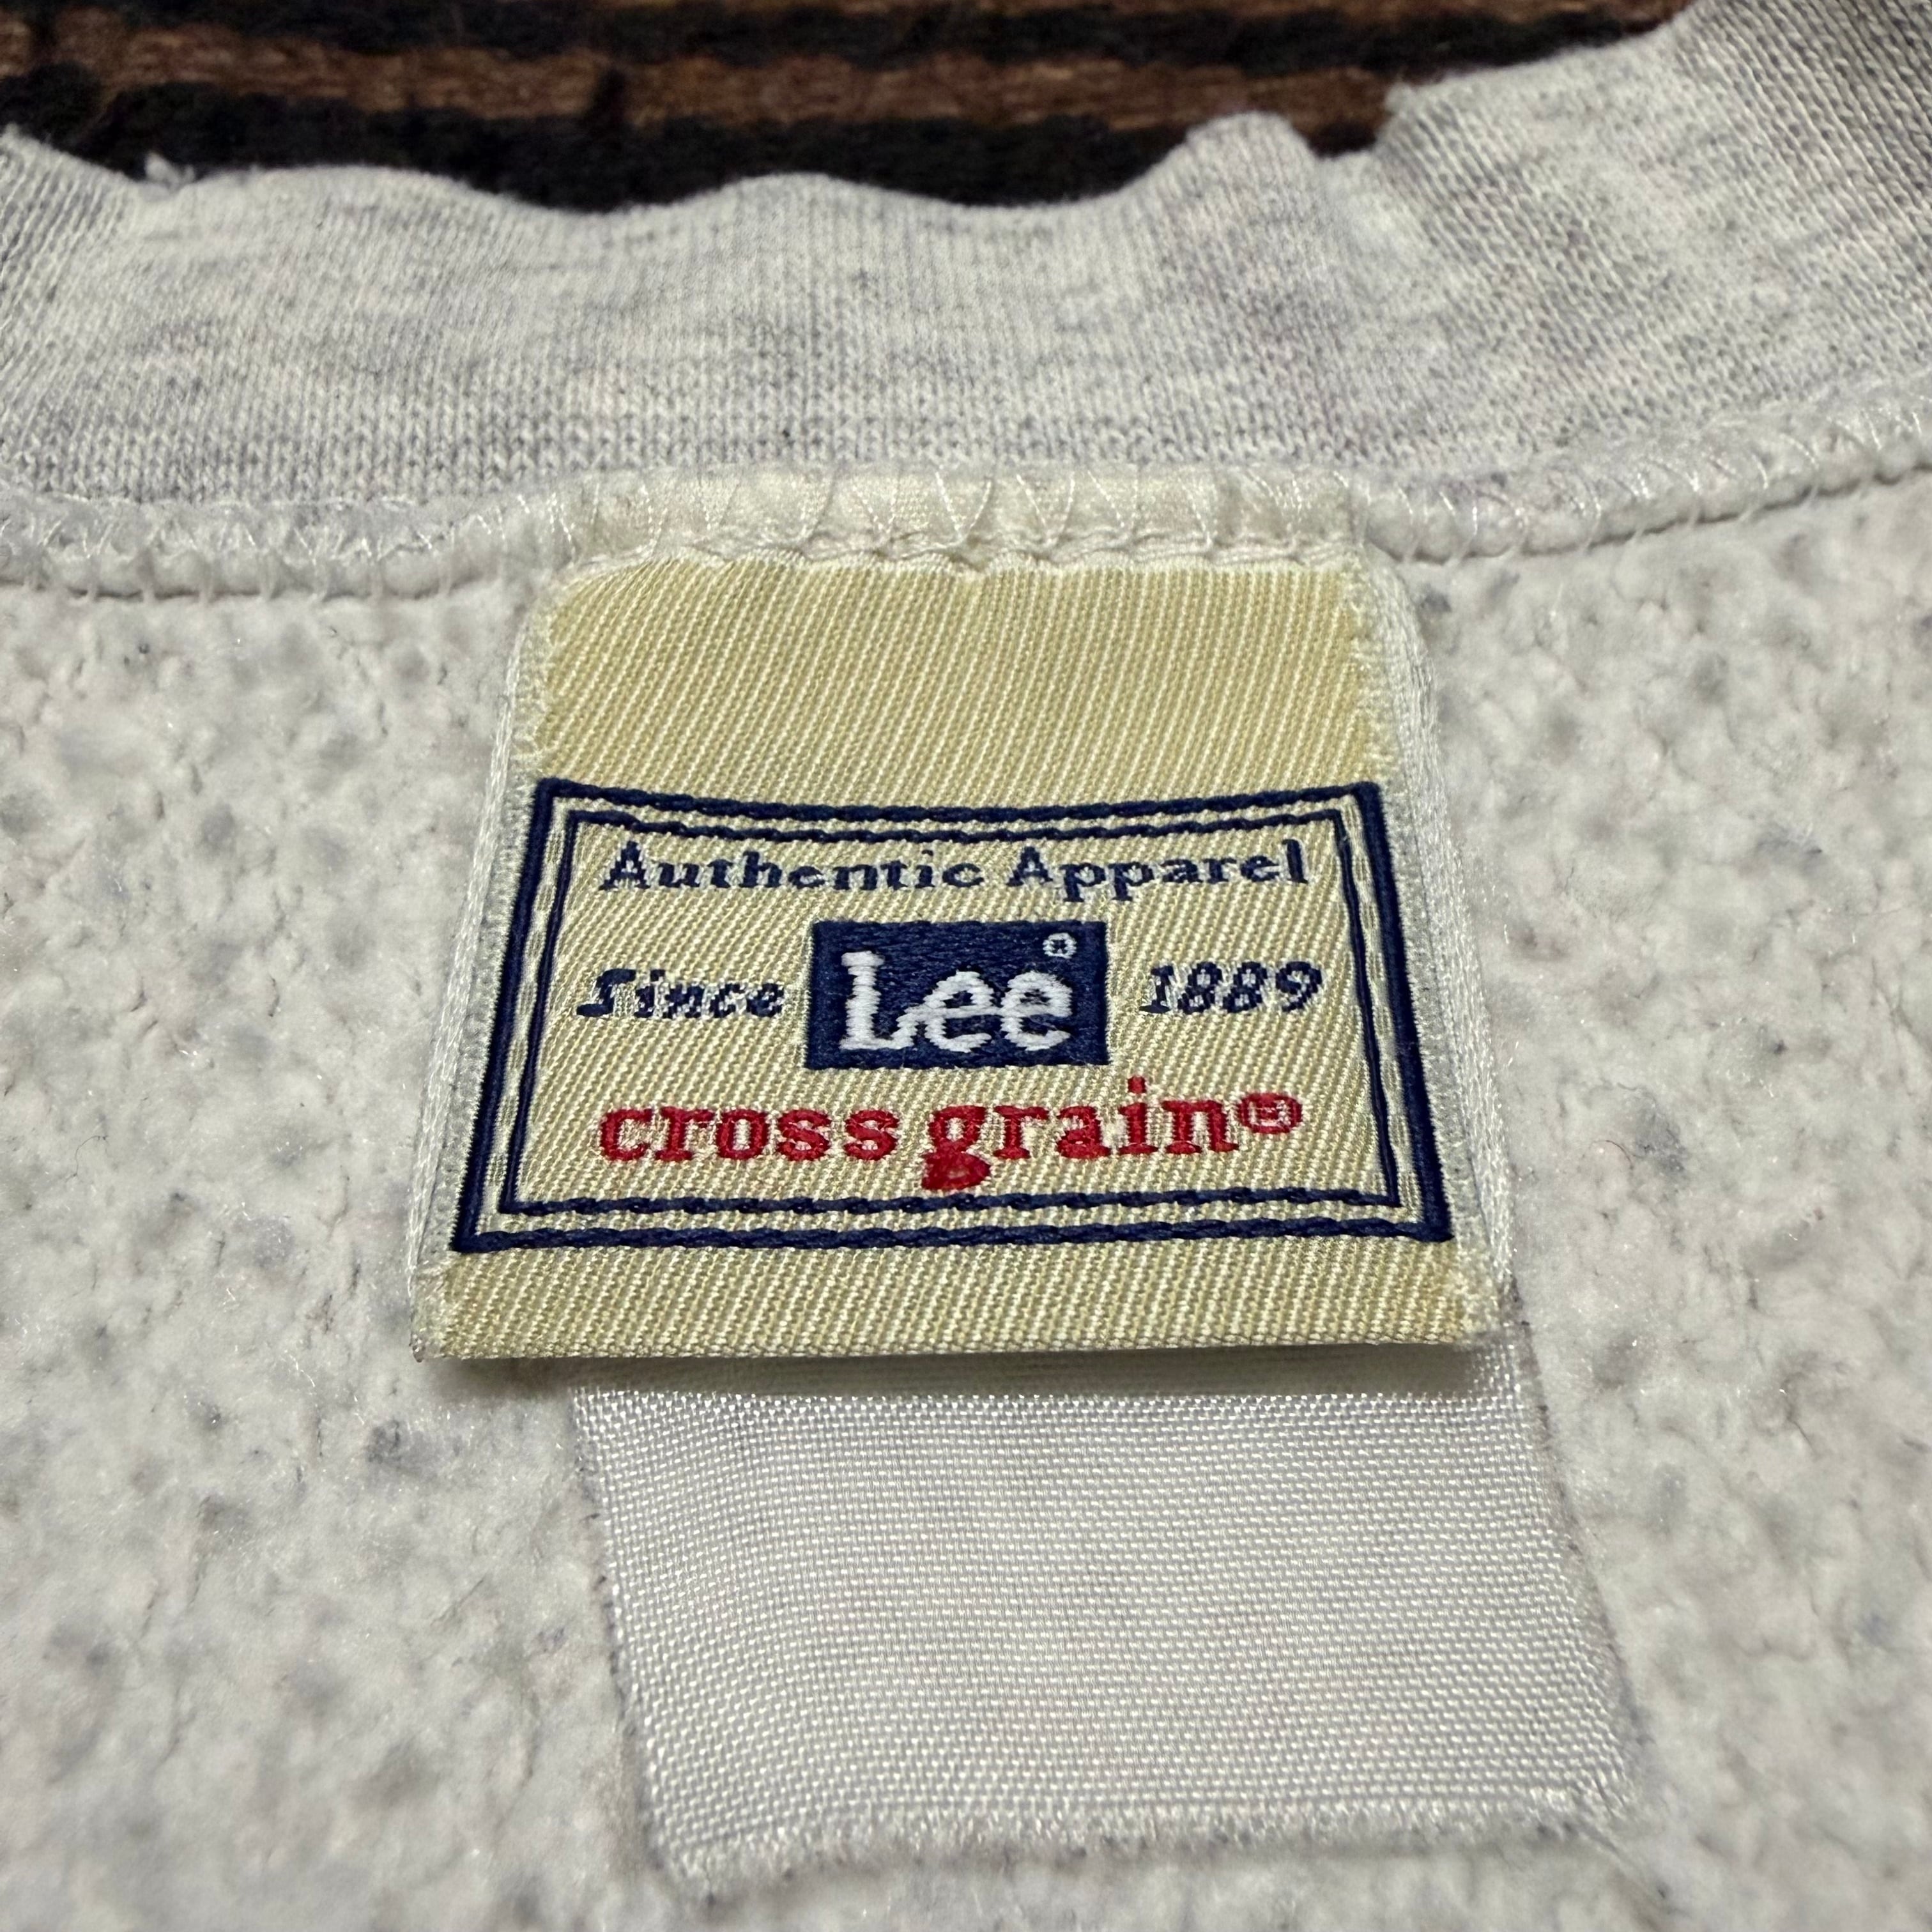 Authentic Apparel
Since Lee® 1889
cross grain®